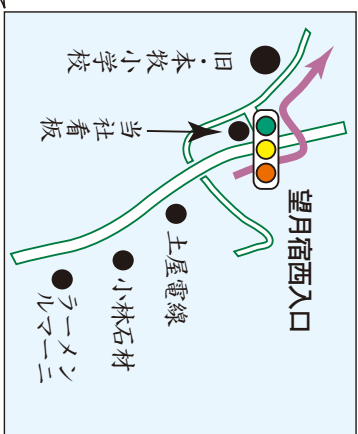 旧・本牧小学校
当社看板
望月宿西入口
土屋電線
小林石材
ラーメン
ルマーニ